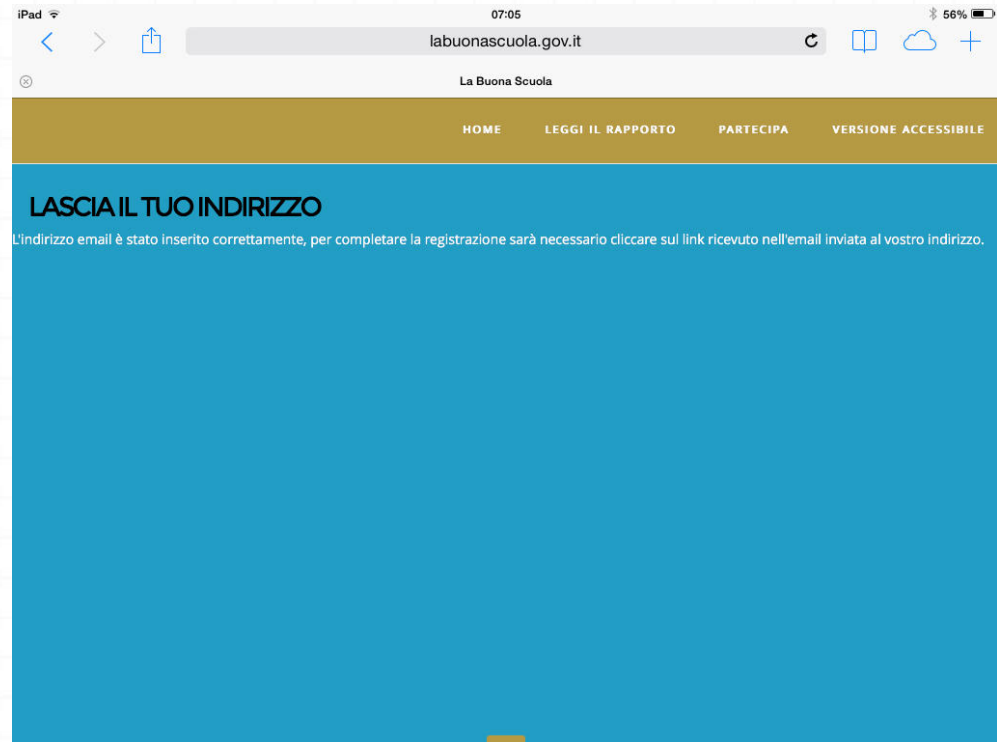 iPad 07:05 56%
labuonascuola.gov.it
La Buona Scuola
HOME LEGGI IL RAPPORTO PARTECIPA VERSIONE ACCESSIBILE
LASCIA IL TUO INDIRIZZO
L'indirizzo email è stato inserito correttamente, per completare la registrazione sarà necessario cliccare sul link ricevuto nell'email inviata al vostro indirizzo.